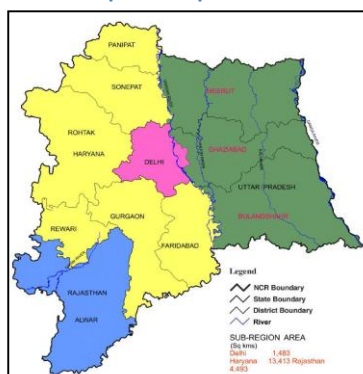 PANIPAT
SONEPAT
MEERUT
ROHTAK
HARYANA
GHAZIABAD
DELHI
UTTAR PRADESH
GURGAON
REWARI
BULANDSHEHR
FARIDABAD
RAJASTHAN
ALWAR
Legend
NCR Boundary
State Boundary
District Boundary
River
SUB-REGION AREA
(Sq kms)
Delhi 1,483
Haryana 13,413 Rajasthan
4,493